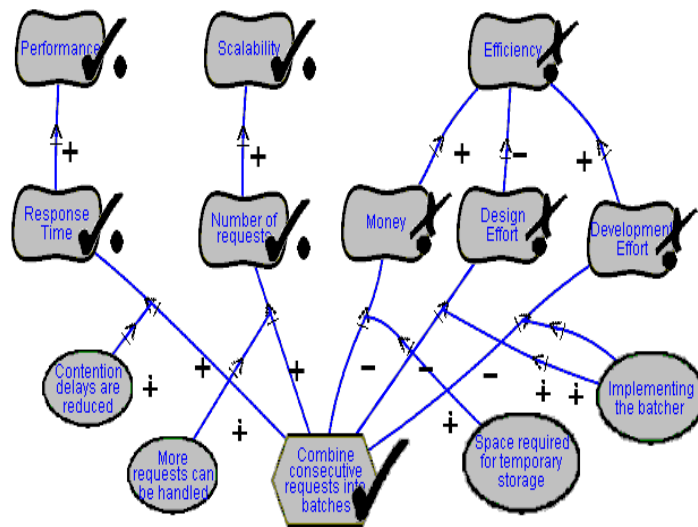 Performance
Scalability
Efficiency
+
+
+
-
+
Response
Time
Number of
requests
Money
Design
Effort
Development
Effort
Contention
delays are
reduced
i
+
+
-
-
-
i
i
Implementing
the batcher
More
requests can
be handled
i
Combine
consecutive
requests into
batches
i
Space required
for temporary
storage